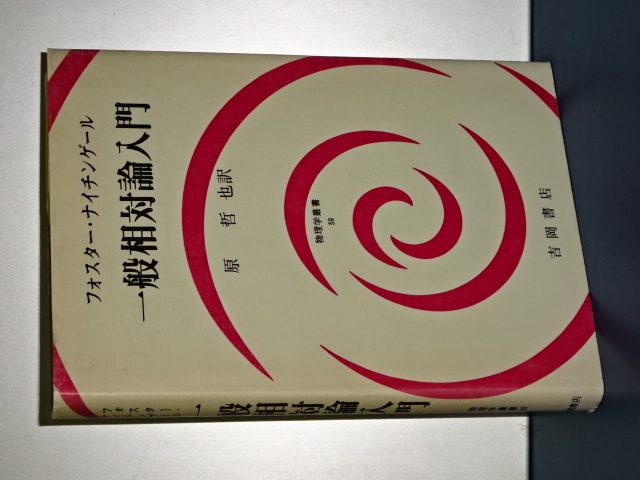 フォスター・ナイチンゲール
一般相対論入門
原 哲也訳
物理学叢書
59
吉岡書店
一般相対論入門